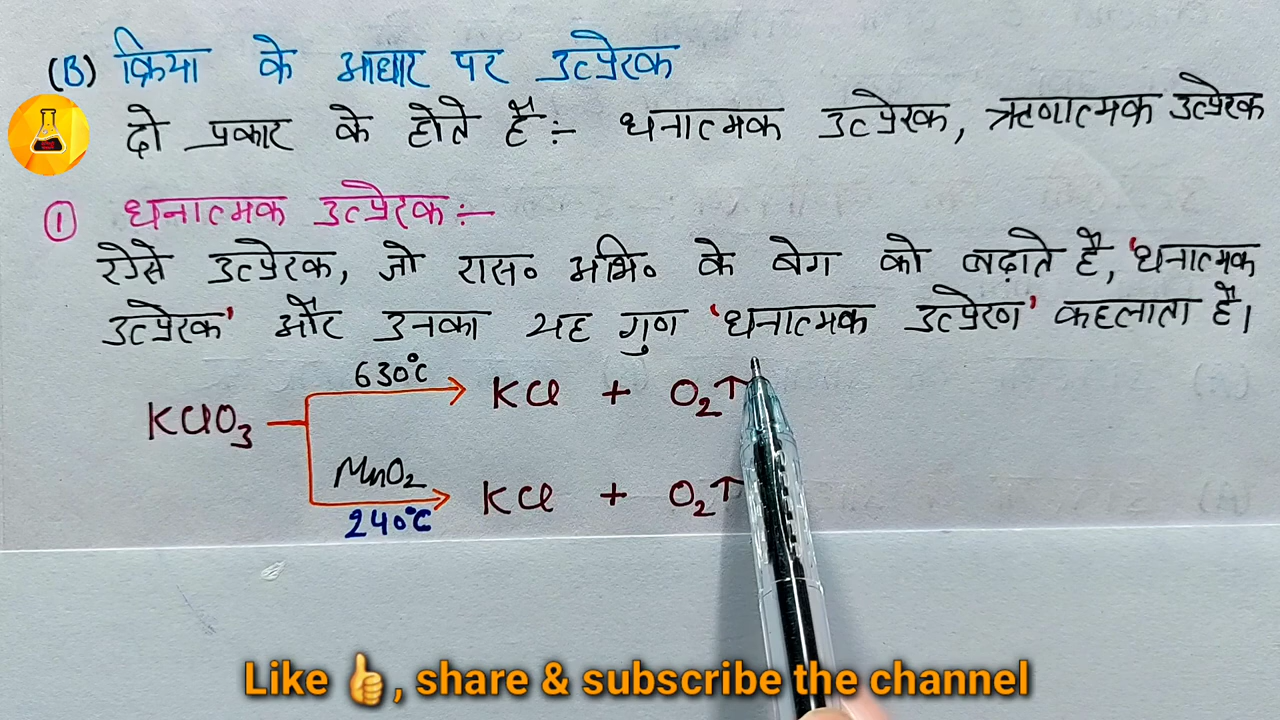 (B) क्रिया के आधार पर उत्प्रेरक
दो प्रकार के होते हैं:- धनात्मक उत्प्रेरक, ऋणात्मक उत्प्रेरक
① धनात्मक उत्प्रेरक:-
ऐसे उत्प्रेरक, जो रास० अभि० के वेग को बढ़ाते है, 'धनात्मक
उत्प्रेरक' और उनका यह गुण 'धनात्मक उत्प्रेरण' कहलाता है।
630°C
KClO₃ → KCl + O₂↑
MnO₂
240°C → KCl + O₂↑
Like 👍, share & subscribe the channel